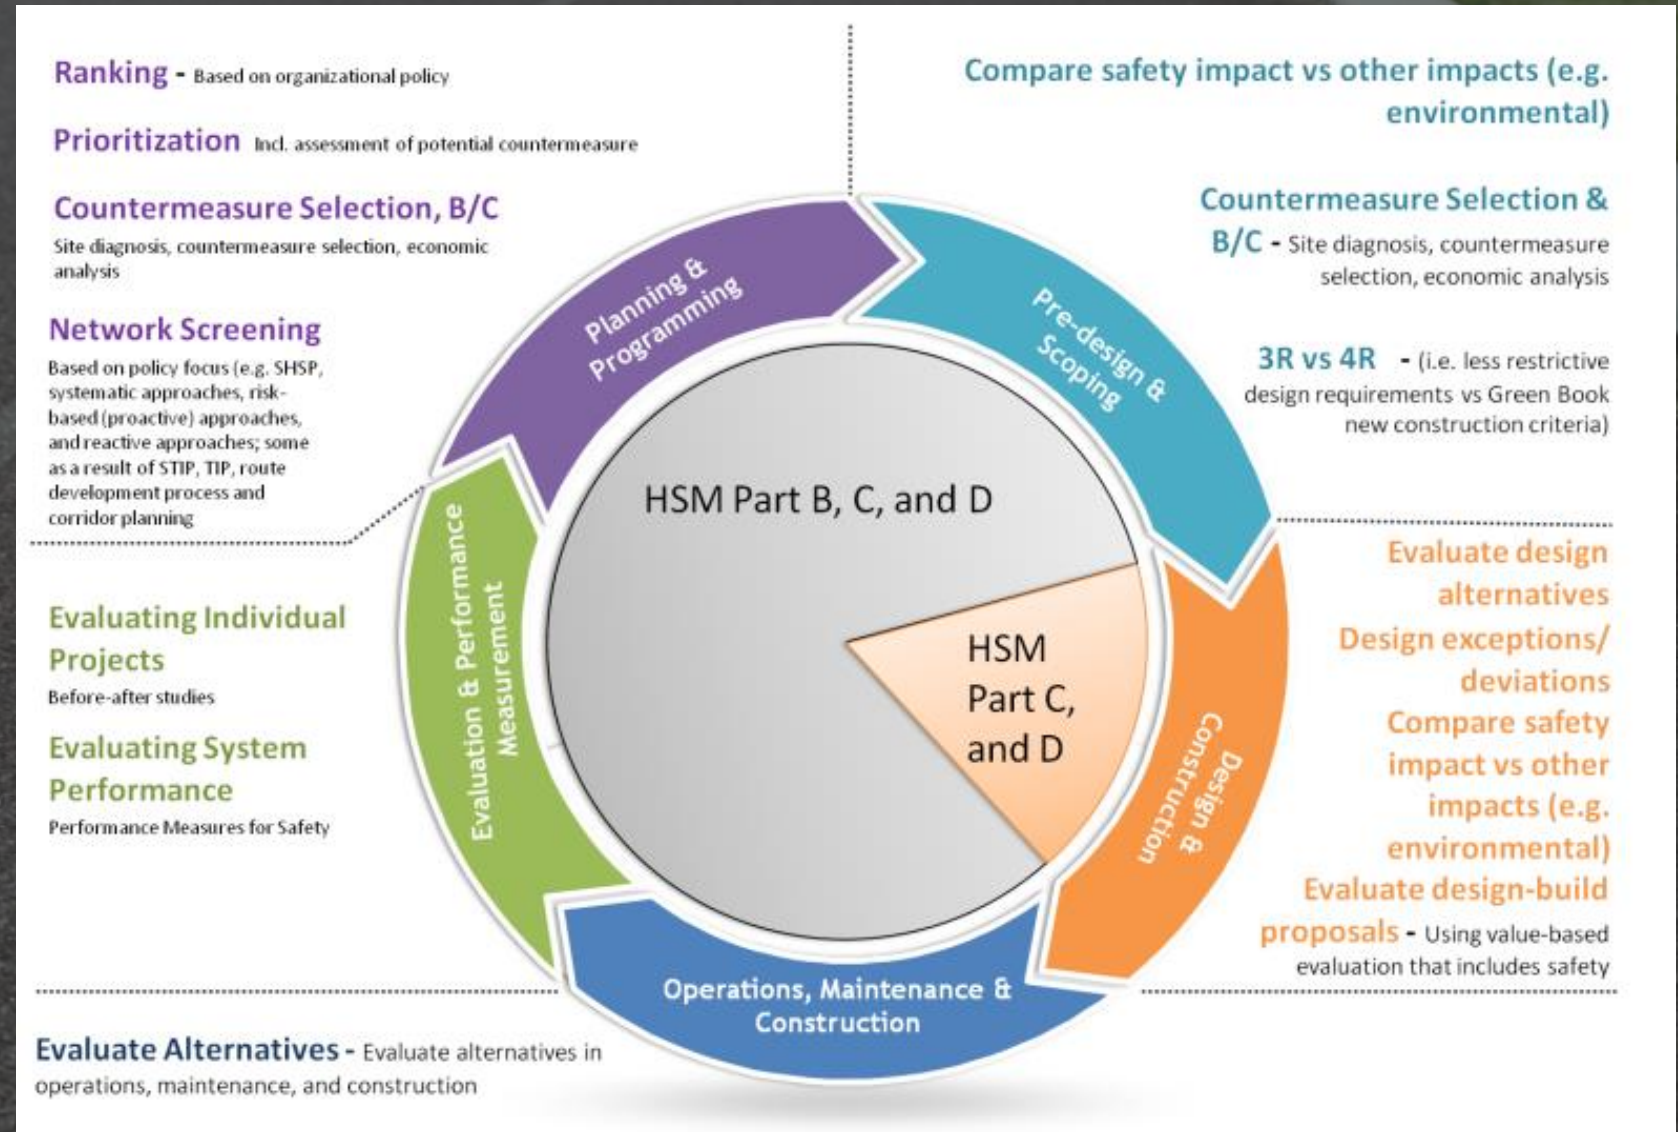 Ranking - Based on organizational policy
Prioritization Incl. assessment of potential countermeasure
Countermeasure Selection, B/C
Site diagnosis, countermeasure selection, economic
analysis
Network Screening
Based on policy focus (e.g. SHSP,
systematic approaches, risk-
based (proactive) approaches,
and reactive approaches; some
as a result of STIP, TIP, route
development process and
corridor planning
Evaluating Individual
Projects
Before-after studies
Evaluating System
Performance
Performance Measures for Safety
Evaluate Alternatives - Evaluate alternatives in
operations, maintenance, and construction
Planning &
Programming
Pre-design &
Scoping
Design &
Construction
Operations, Maintenance &
Construction
Evaluation & Performance
Measurement
HSM Part B, C, and D
HSM
Part C,
and D
Compare safety impact vs other impacts (e.g.
environmental)
Countermeasure Selection &
B/C - Site diagnosis, countermeasure
selection, economic analysis
3R vs 4R - (i.e. less restrictive
design requirements vs Green Book
new construction criteria)
Evaluate design
alternatives
Design exceptions/
deviations
Compare safety
impact vs other
impacts (e.g.
environmental)
Evaluate design-build
proposals - Using value-based
evaluation that includes safety